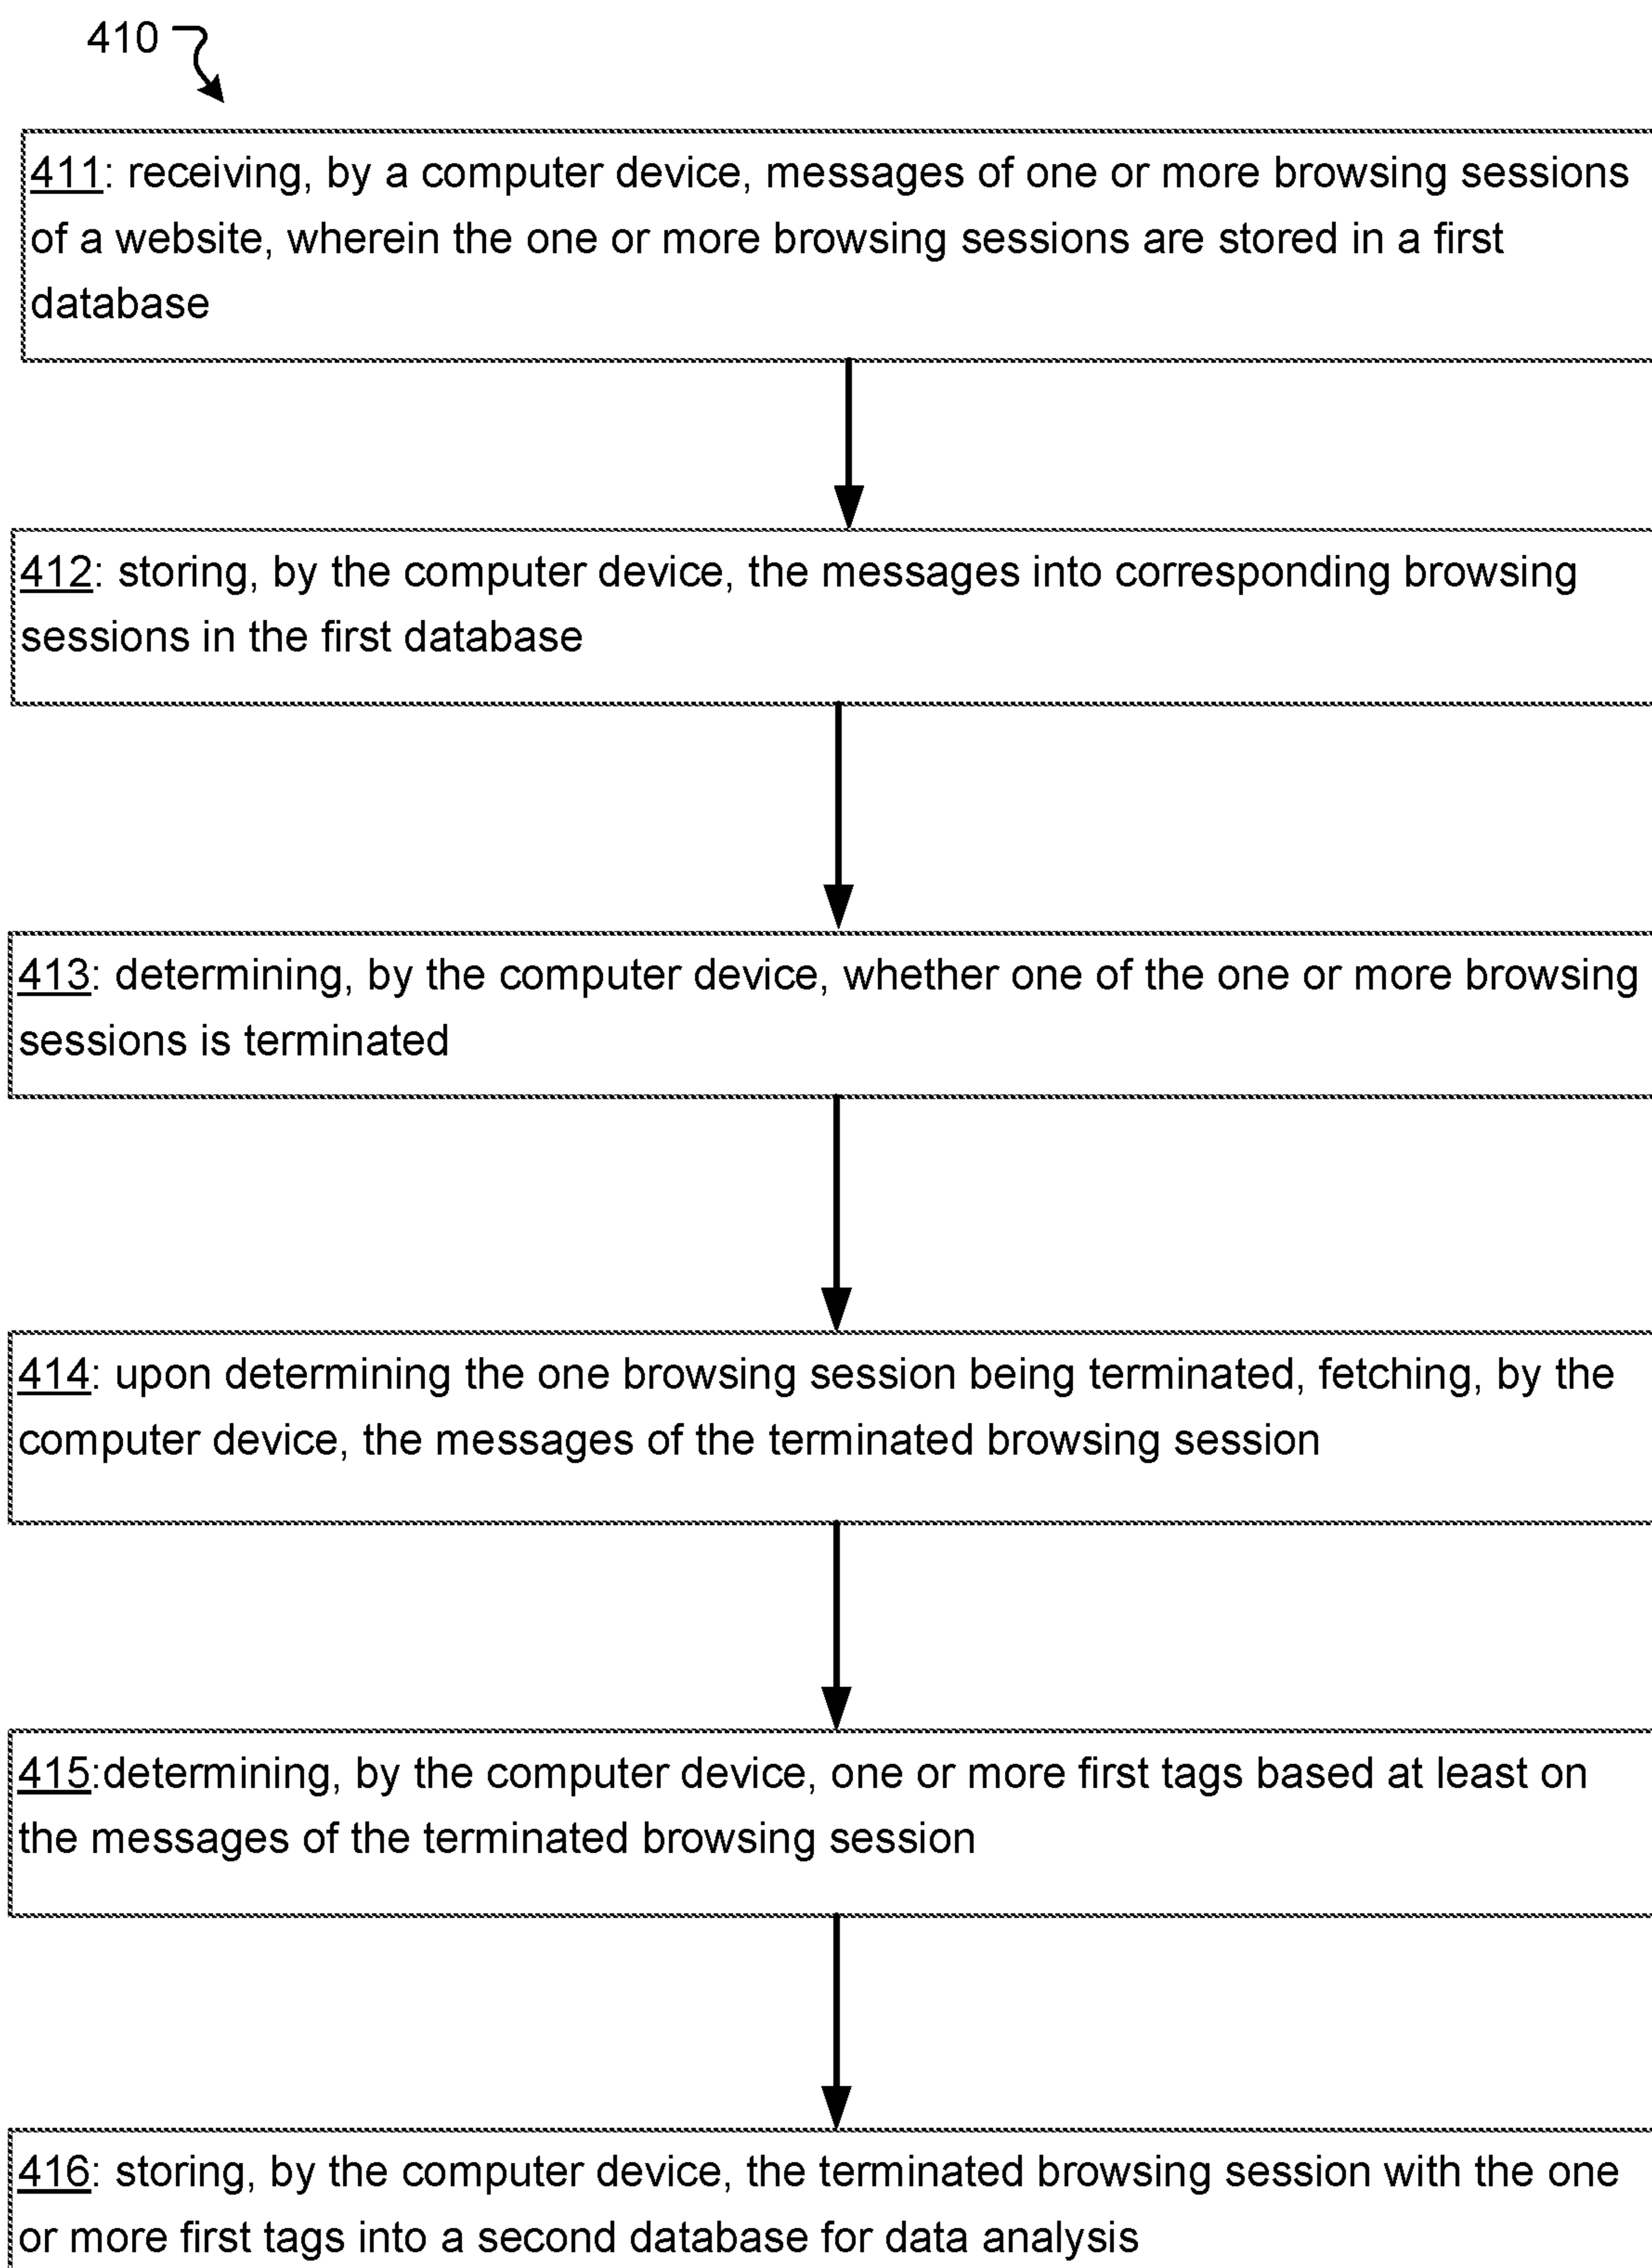 410
411: receiving, by a computer device, messages of one or more browsing sessions
of a website, wherein the one or more browsing sessions are stored in a first
database
412: storing, by the computer device, the messages into corresponding browsing
sessions in the first database
413: determining, by the computer device, whether one of the one or more browsing
sessions is terminated
414: upon determining the one browsing session being terminated, fetching, by the
computer device, the messages of the terminated browsing session
415:determining, by the computer device, one or more first tags based at least on
the messages of the terminated browsing session
416: storing, by the computer device, the terminated browsing session with the one
or more first tags into a second database for data analysis